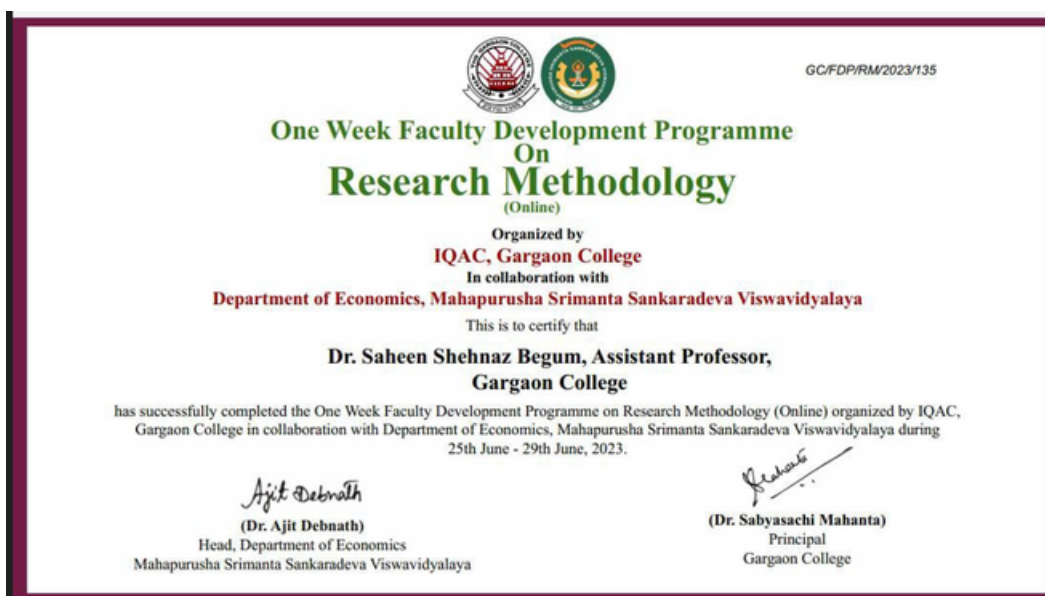 GC/FDP/RM/2023/135
One Week Faculty Development Programme
On
Research Methodology
(Online)
Organized by
IQAC, Gargaon College
In collaboration with
Department of Economics, Mahapurusha Srimanta Sankaradeva Viswavidyalaya
This is to certify that
Dr. Saheen Shehnaz Begum, Assistant Professor,
Gargaon College
has successfully completed the One Week Faculty Development Programme on Research Methodology (Online) organized by IQAC,
Gargaon College in collaboration with Department of Economics, Mahapurusha Srimanta Sankaradeva Viswavidyalaya during
25th June - 29th June, 2023.
Ajit Debnath
(Dr. Ajit Debnath)
Head, Department of Economics
Mahapurusha Srimanta Sankaradeva Viswavidyalaya
(Dr. Sabyasachi Mahanta)
Principal
Gargaon College